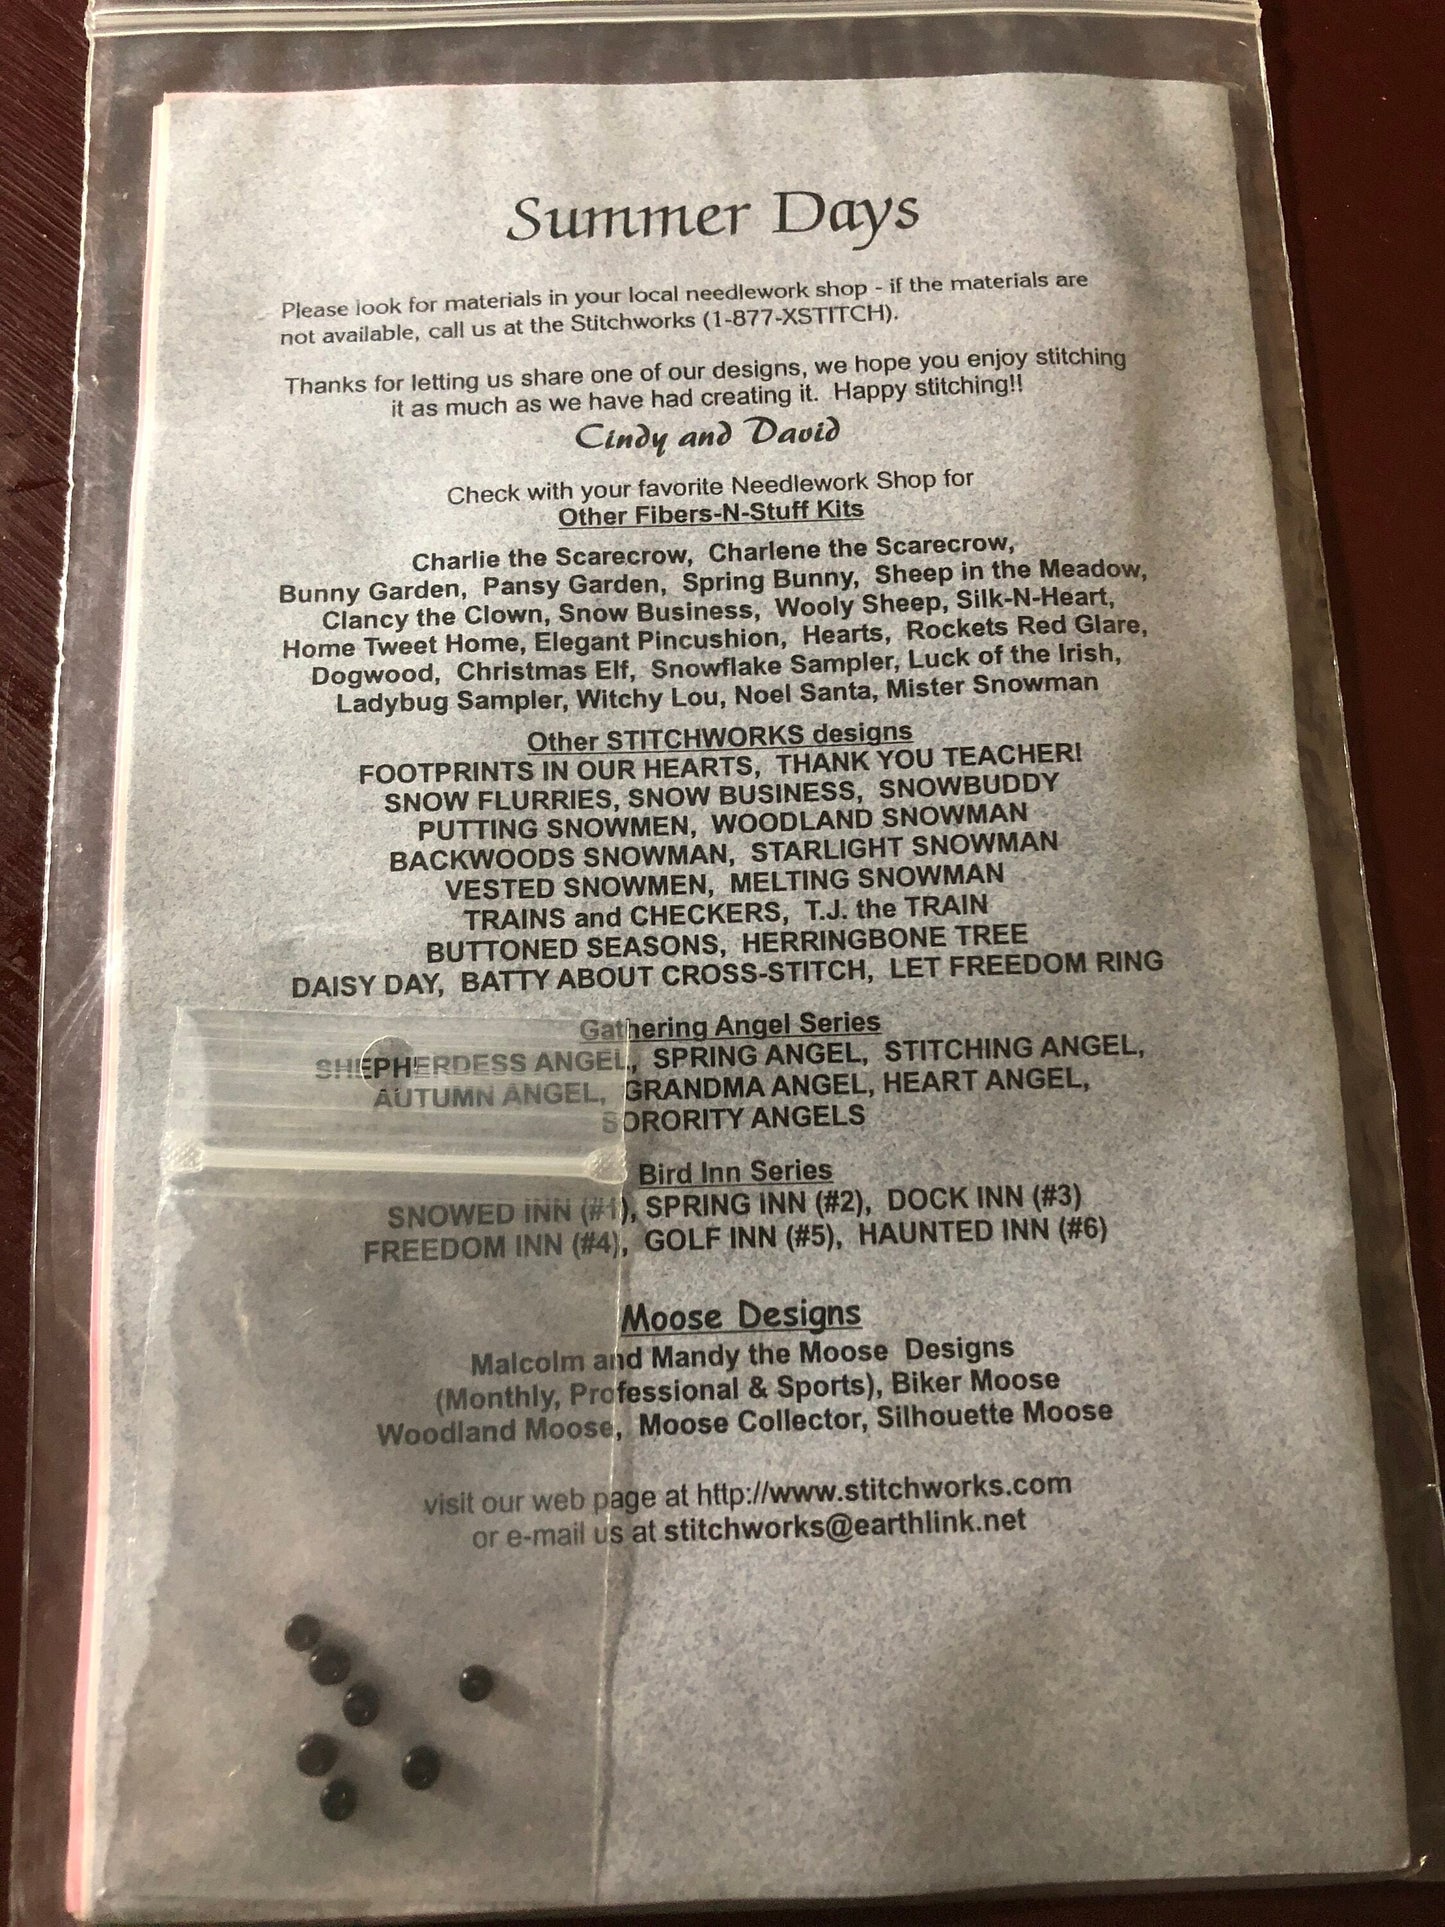 Summer Days
Please look for materials in your local needlework shop - if the materials are
not available, call us at the Stitchworks (1-877-XSTITCH).
Thanks for letting us share one of our designs, we hope you enjoy stitching
it as much as we have had creating it.  Happy stitching!!
Cindy and David
Check with your favorite Needlework Shop for
Other Fibers-N-Stuff Kits
Charlie the Scarecrow,  Charlene the Scarecrow,
Bunny Garden,  Pansy Garden,  Spring Bunny,  Sheep in the Meadow,
Clancy the Clown, Snow Business,  Wooly Sheep, Silk-N-Heart,
Home Tweet Home, Elegant Pincushion,  Hearts,  Rockets Red Glare,
Dogwood,  Christmas Elf,  Snowflake Sampler, Luck of the Irish,
Ladybug Sampler, Witchy Lou, Noel Santa, Mister Snowman
Other STITCHWORKS designs
FOOTPRINTS IN OUR HEARTS,  THANK YOU TEACHER!
SNOW FLURRIES, SNOW BUSINESS,  SNOWBUDDY
PUTTING SNOWMEN,  WOODLAND SNOWMAN
BACKWOODS SNOWMAN,  STARLIGHT SNOWMAN
VESTED SNOWMEN,  MELTING SNOWMAN
TRAINS and CHECKERS,  T.J. the TRAIN
BUTTONED SEASONS,  HERRINGBONE TREE
DAISY DAY,  BATTY ABOUT CROSS-STITCH,  LET FREEDOM RING
Gathering Angel Series
SHEPHERDESS ANGEL,  SPRING ANGEL,  STITCHING ANGEL,
AUTUMN ANGEL,  GRANDMA ANGEL, HEART ANGEL,
SORORITY ANGELS
Bird Inn Series
SNOWED INN (#1), SPRING INN (#2),  DOCK INN (#3)
FREEDOM INN (#4),  GOLF INN (#5),  HAUNTED INN (#6)
Moose Designs
Malcolm and Mandy the Moose  Designs
(Monthly, Professional & Sports), Biker Moose
Woodland Moose,  Moose Collector, Silhouette Moose
visit our web page at http://www.stitchworks.com
or e-mail us at stitchworks@earthlink.net